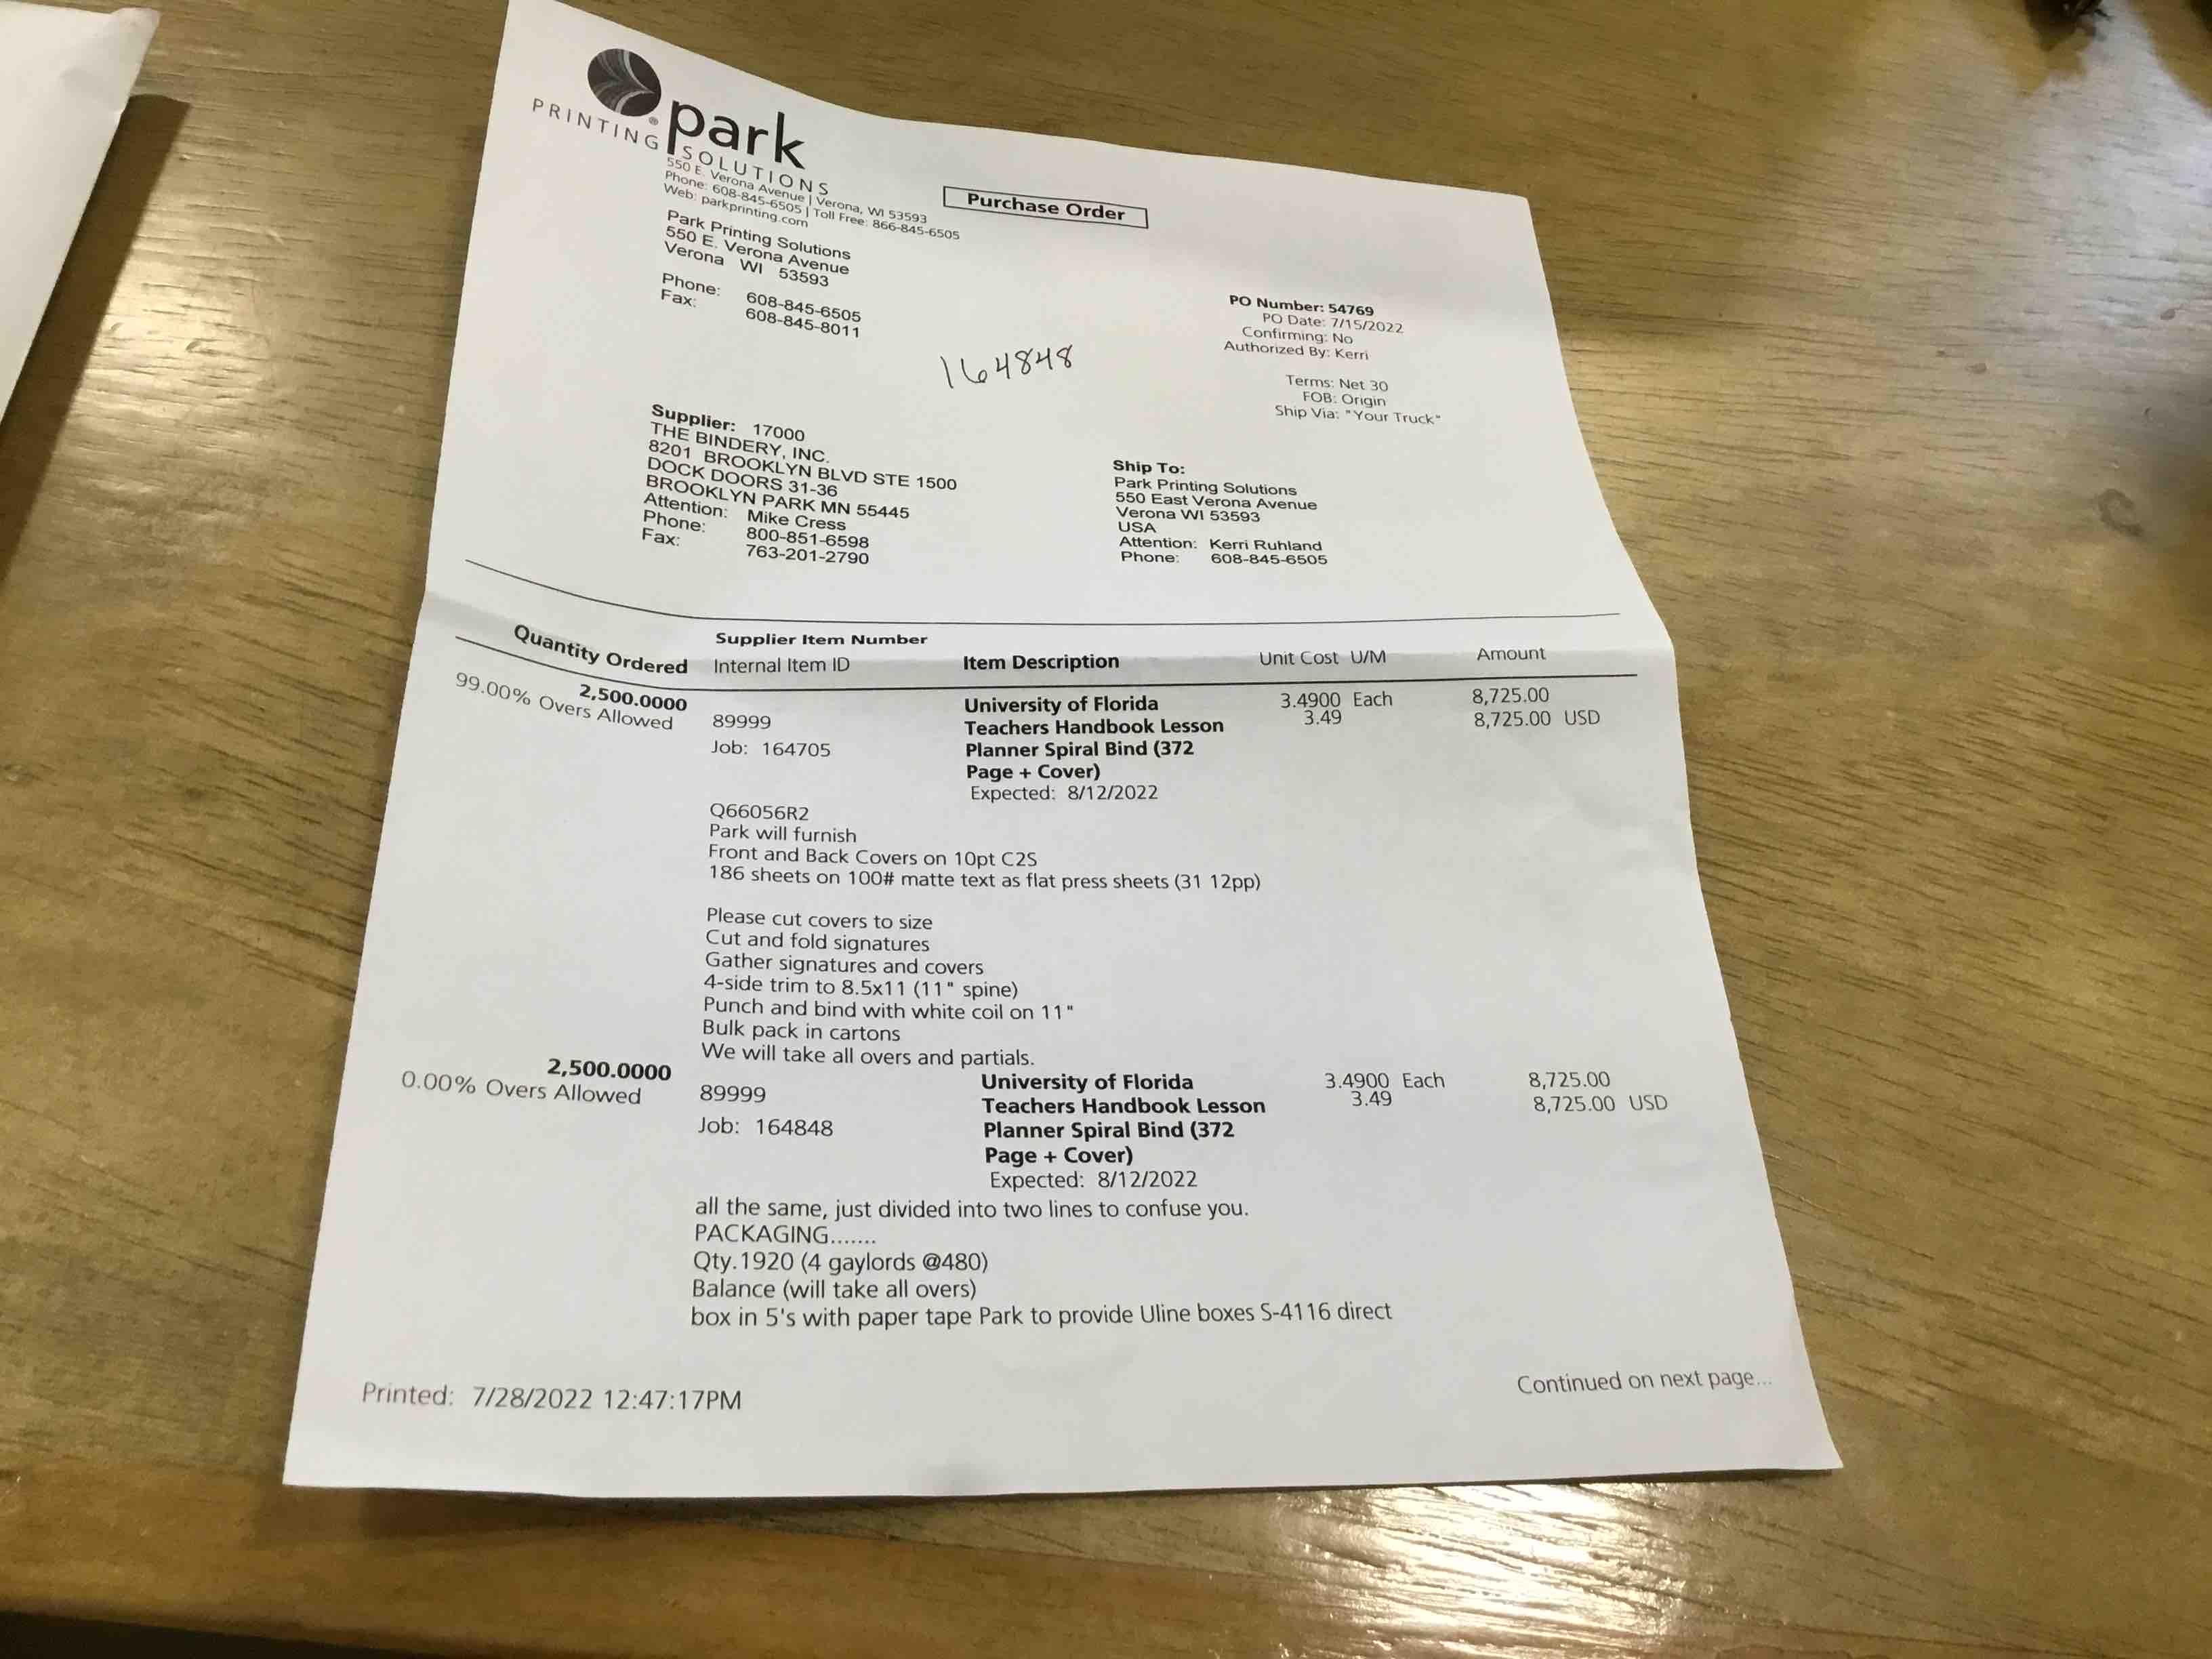 park
PRINTING SOLUTIONS
550 E. Verona Avenue | Verona, WI 53593
Phone: 608-845-6505 | Toll Free: 866-845-6505
Web: parkprinting.com
Purchase Order
Park Printing Solutions
550 E. Verona Avenue
Verona WI 53593
Phone: 608-845-6505
Fax: 608-845-8011
PO Number: 54769
PO Date: 7/15/2022
Confirming: No
Authorized By: Kerri
164848
Terms: Net 30
FOB: Origin
Ship Via: "Your Truck"
Supplier: 17000
THE BINDERY, INC.
8201 BROOKLYN BLVD STE 1500
DOCK DOORS 31-36
BROOKLYN PARK MN 55445
Attention: Mike Cress
Phone: 800-851-6598
Fax: 763-201-2790
Ship To:
Park Printing Solutions
550 East Verona Avenue
Verona WI 53593
USA
Attention: Kerri Ruhland
Phone: 608-845-6505
Supplier Item Number
Quantity Ordered Internal Item ID Item Description Unit Cost U/M Amount
2,500.0000 University of Florida 3.4900 Each 8,725.00
99.00% Overs Allowed 89999 Teachers Handbook Lesson 3.49 8,725.00 USD
Job: 164705 Planner Spiral Bind (372
Page + Cover)
Expected: 8/12/2022
Q66056R2
Park will furnish
Front and Back Covers on 10pt C2S
186 sheets on 100# matte text as flat press sheets (31 12pp)
Please cut covers to size
Cut and fold signatures
Gather signatures and covers
4-side trim to 8.5x11 (11" spine)
Punch and bind with white coil on 11"
Bulk pack in cartons
We will take all overs and partials.
2,500.0000 University of Florida 3.4900 Each 8,725.00
0.00% Overs Allowed 89999 Teachers Handbook Lesson 3.49 8,725.00 USD
Job: 164848 Planner Spiral Bind (372
Page + Cover)
Expected: 8/12/2022
all the same, just divided into two lines to confuse you.
PACKAGING.......
Qty.1920 (4 gaylords @480)
Balance (will take all overs)
box in 5's with paper tape Park to provide Uline boxes S-4116 direct
Continued on next page...
Printed: 7/28/2022 12:47:17PM